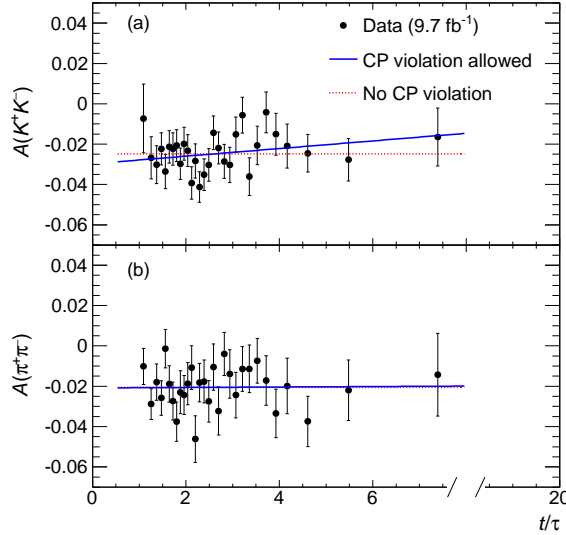 0.04
0.02
0
-0.02
-0.04
-0.06
A(K⁺K⁻)
(a)
Data (9.7 fb⁻¹)
CP violation allowed
No CP violation
0.04
0.02
0
-0.02
-0.04
-0.06
A(π⁺π⁻)
(b)
0 2 4 6 20
t/τ